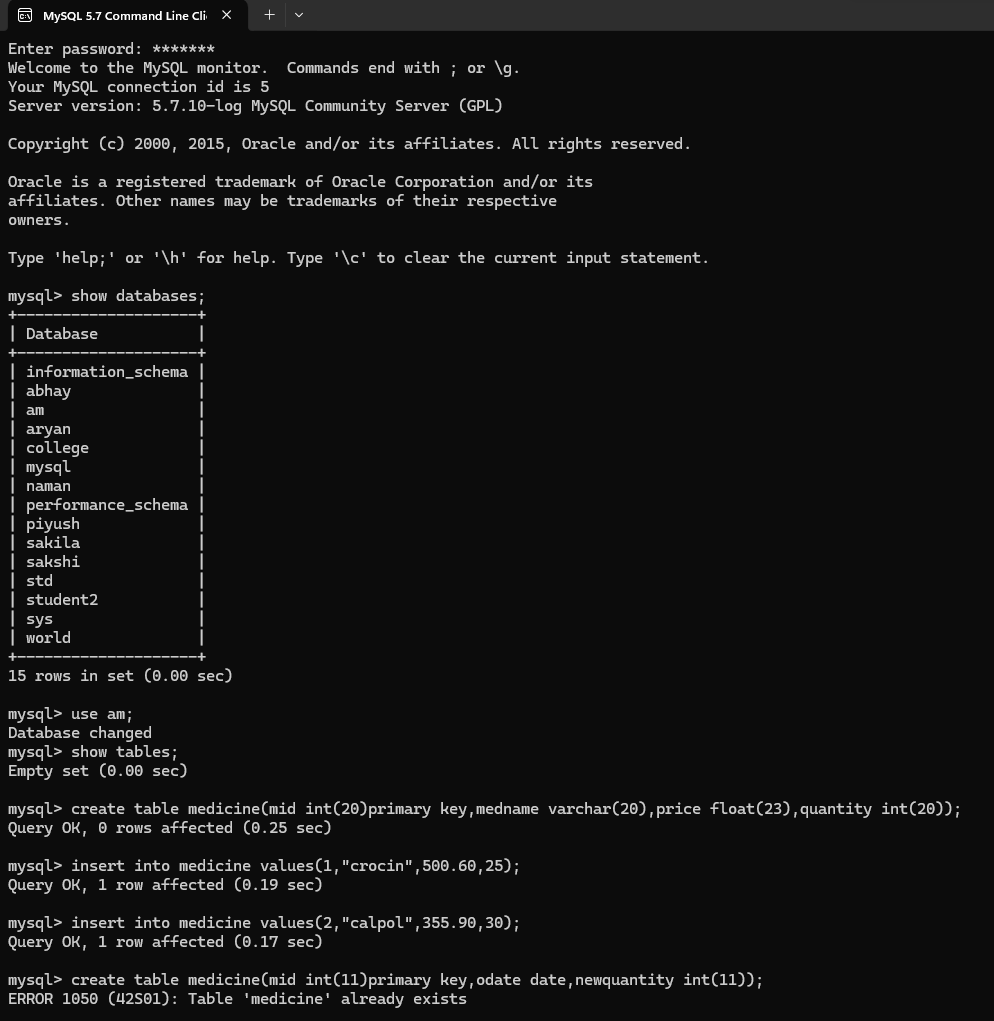 MySQL 5.7 Command Line Cli
Enter password: *******
Welcome to the MySQL monitor.  Commands end with ; or \g.
Your MySQL connection id is 5
Server version: 5.7.10-log MySQL Community Server (GPL)
Copyright (c) 2000, 2015, Oracle and/or its affiliates. All rights reserved.
Oracle is a registered trademark of Oracle Corporation and/or its
affiliates. Other names may be trademarks of their respective
owners.
Type 'help;' or '\h' for help. Type '\c' to clear the current input statement.
mysql> show databases;
+--------------------+
| Database           |
+--------------------+
| information_schema |
| abhay              |
| am                 |
| aryan              |
| college            |
| mysql              |
| naman              |
| performance_schema |
| piyush             |
| sakila             |
| sakshi             |
| std                |
| student2           |
| sys                |
| world              |
+--------------------+
15 rows in set (0.00 sec)
mysql> use am;
Database changed
mysql> show tables;
Empty set (0.00 sec)
mysql> create table medicine(mid int(20)primary key,medname varchar(20),price float(23),quantity int(20));
Query OK, 0 rows affected (0.25 sec)
mysql> insert into medicine values(1,"crocin",500.60,25);
Query OK, 1 row affected (0.19 sec)
mysql> insert into medicine values(2,"calpol",355.90,30);
Query OK, 1 row affected (0.17 sec)
mysql> create table medicine(mid int(11)primary key,odate date,newquantity int(11));
ERROR 1050 (42S01): Table 'medicine' already exists